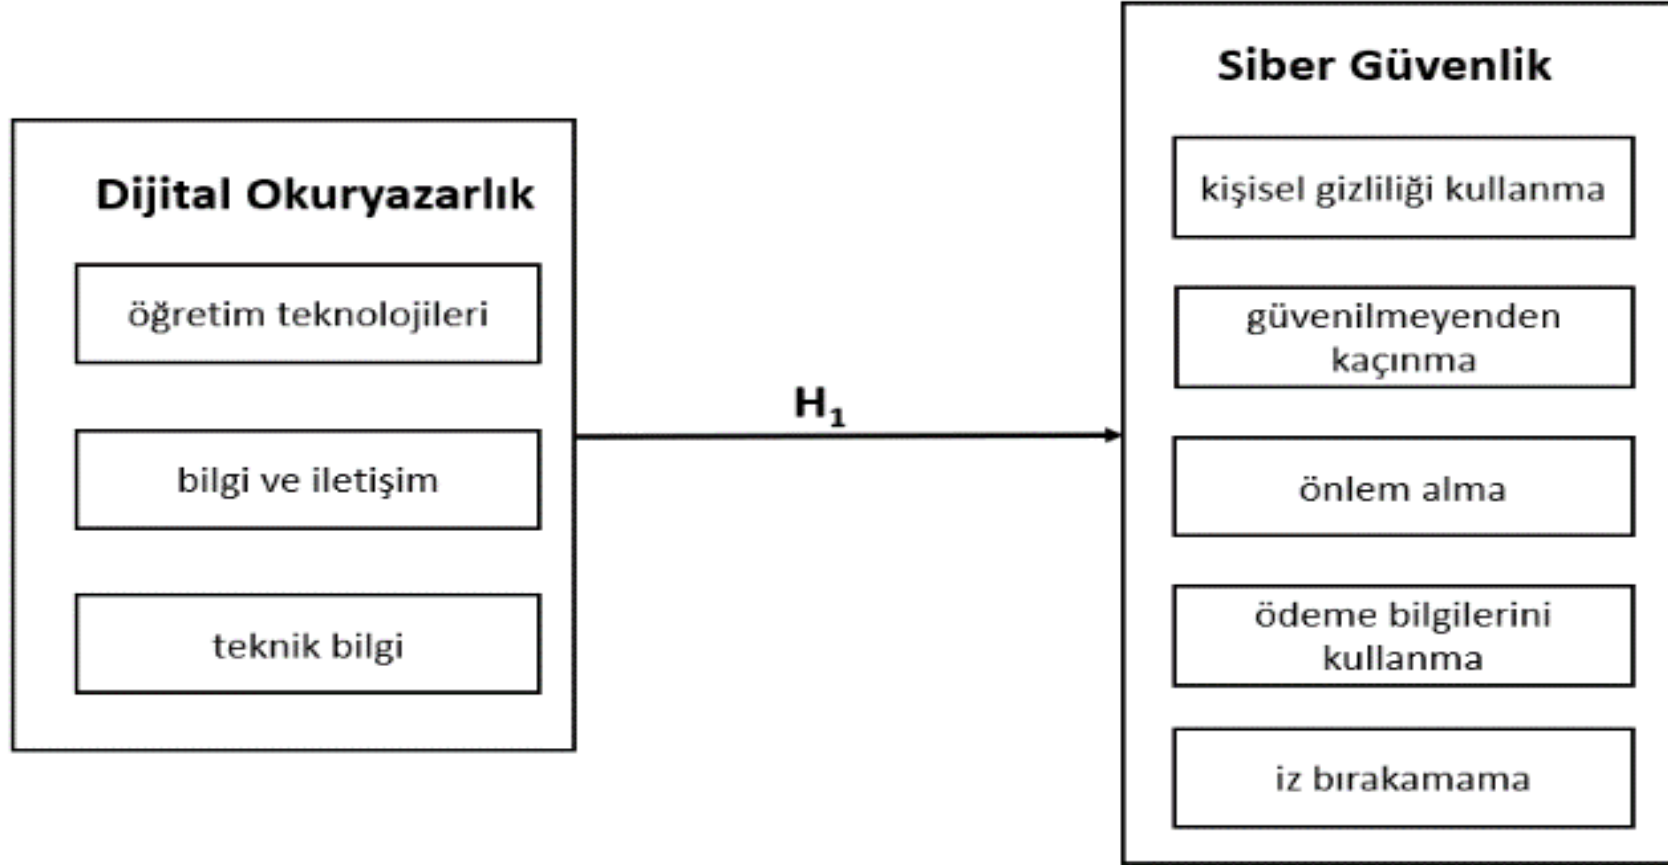 Dijital Okuryazarlık
öğretim teknolojileri
bilgi ve iletişim
teknik bilgi
H₁
Siber Güvenlik
kişisel gizliliği kullanma
güvenilmeyenden
kaçınma
önlem alma
ödeme bilgilerini
kullanma
iz bırakamama